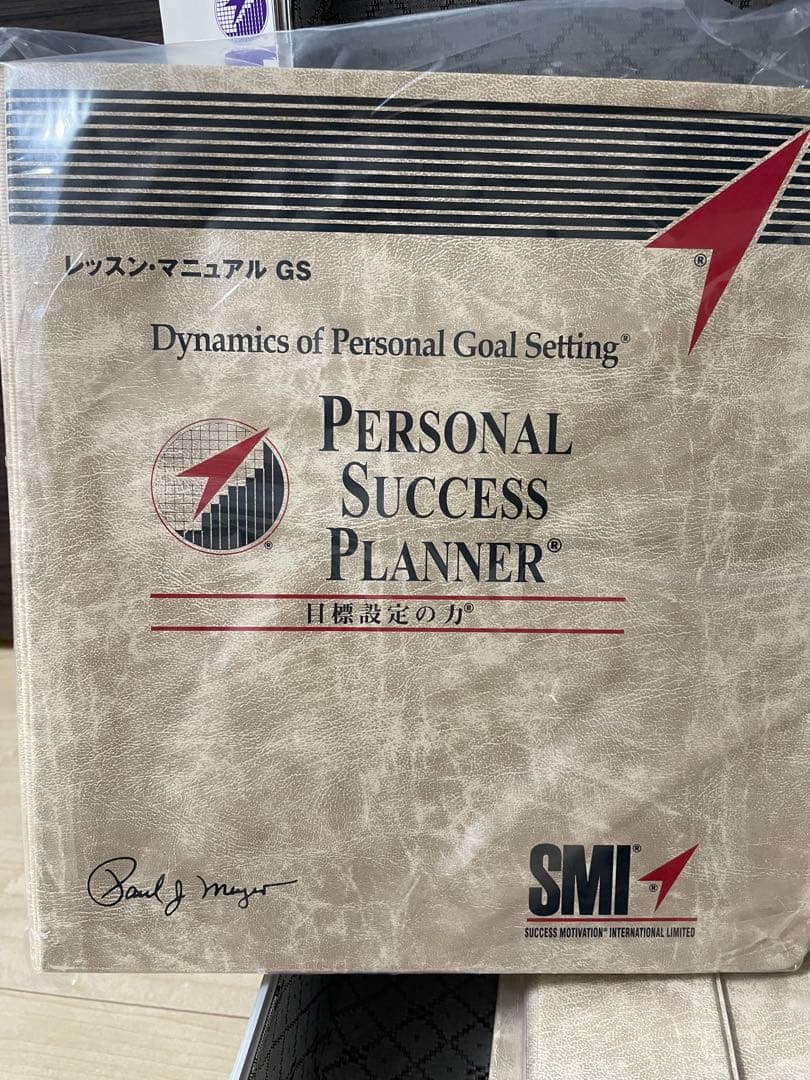 レッスン・マニュアル GS
®
Dynamics of Personal Goal Setting®
PERSONAL
SUCCESS
PLANNER®
®
目標設定の力®
Paul J Meyer
SMI®
®
SUCCESS MOTIVATION® INTERNATIONAL LIMITED